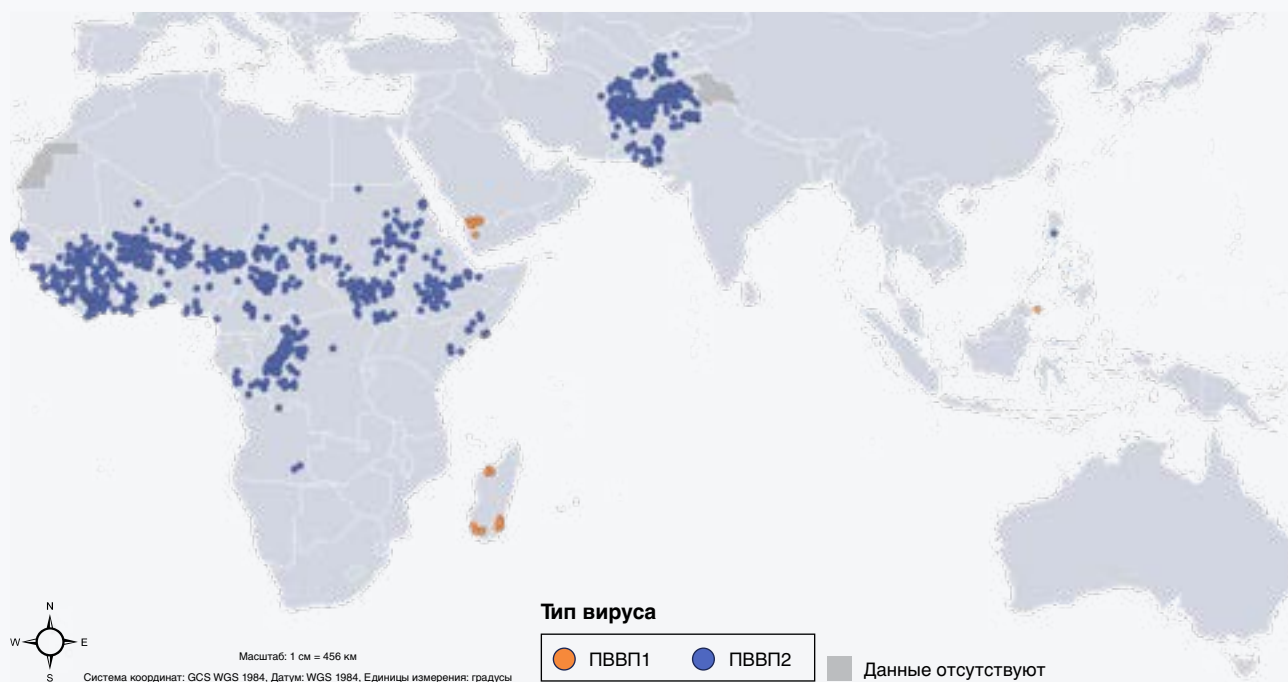 N
W E
S
Масштаб: 1 см = 456 км
Система координат: GCS WGS 1984, Датум: WGS 1984, Единицы измерения: градусы
Тип вируса
ПВВП1 ПВВП2
Данные отсутствуют